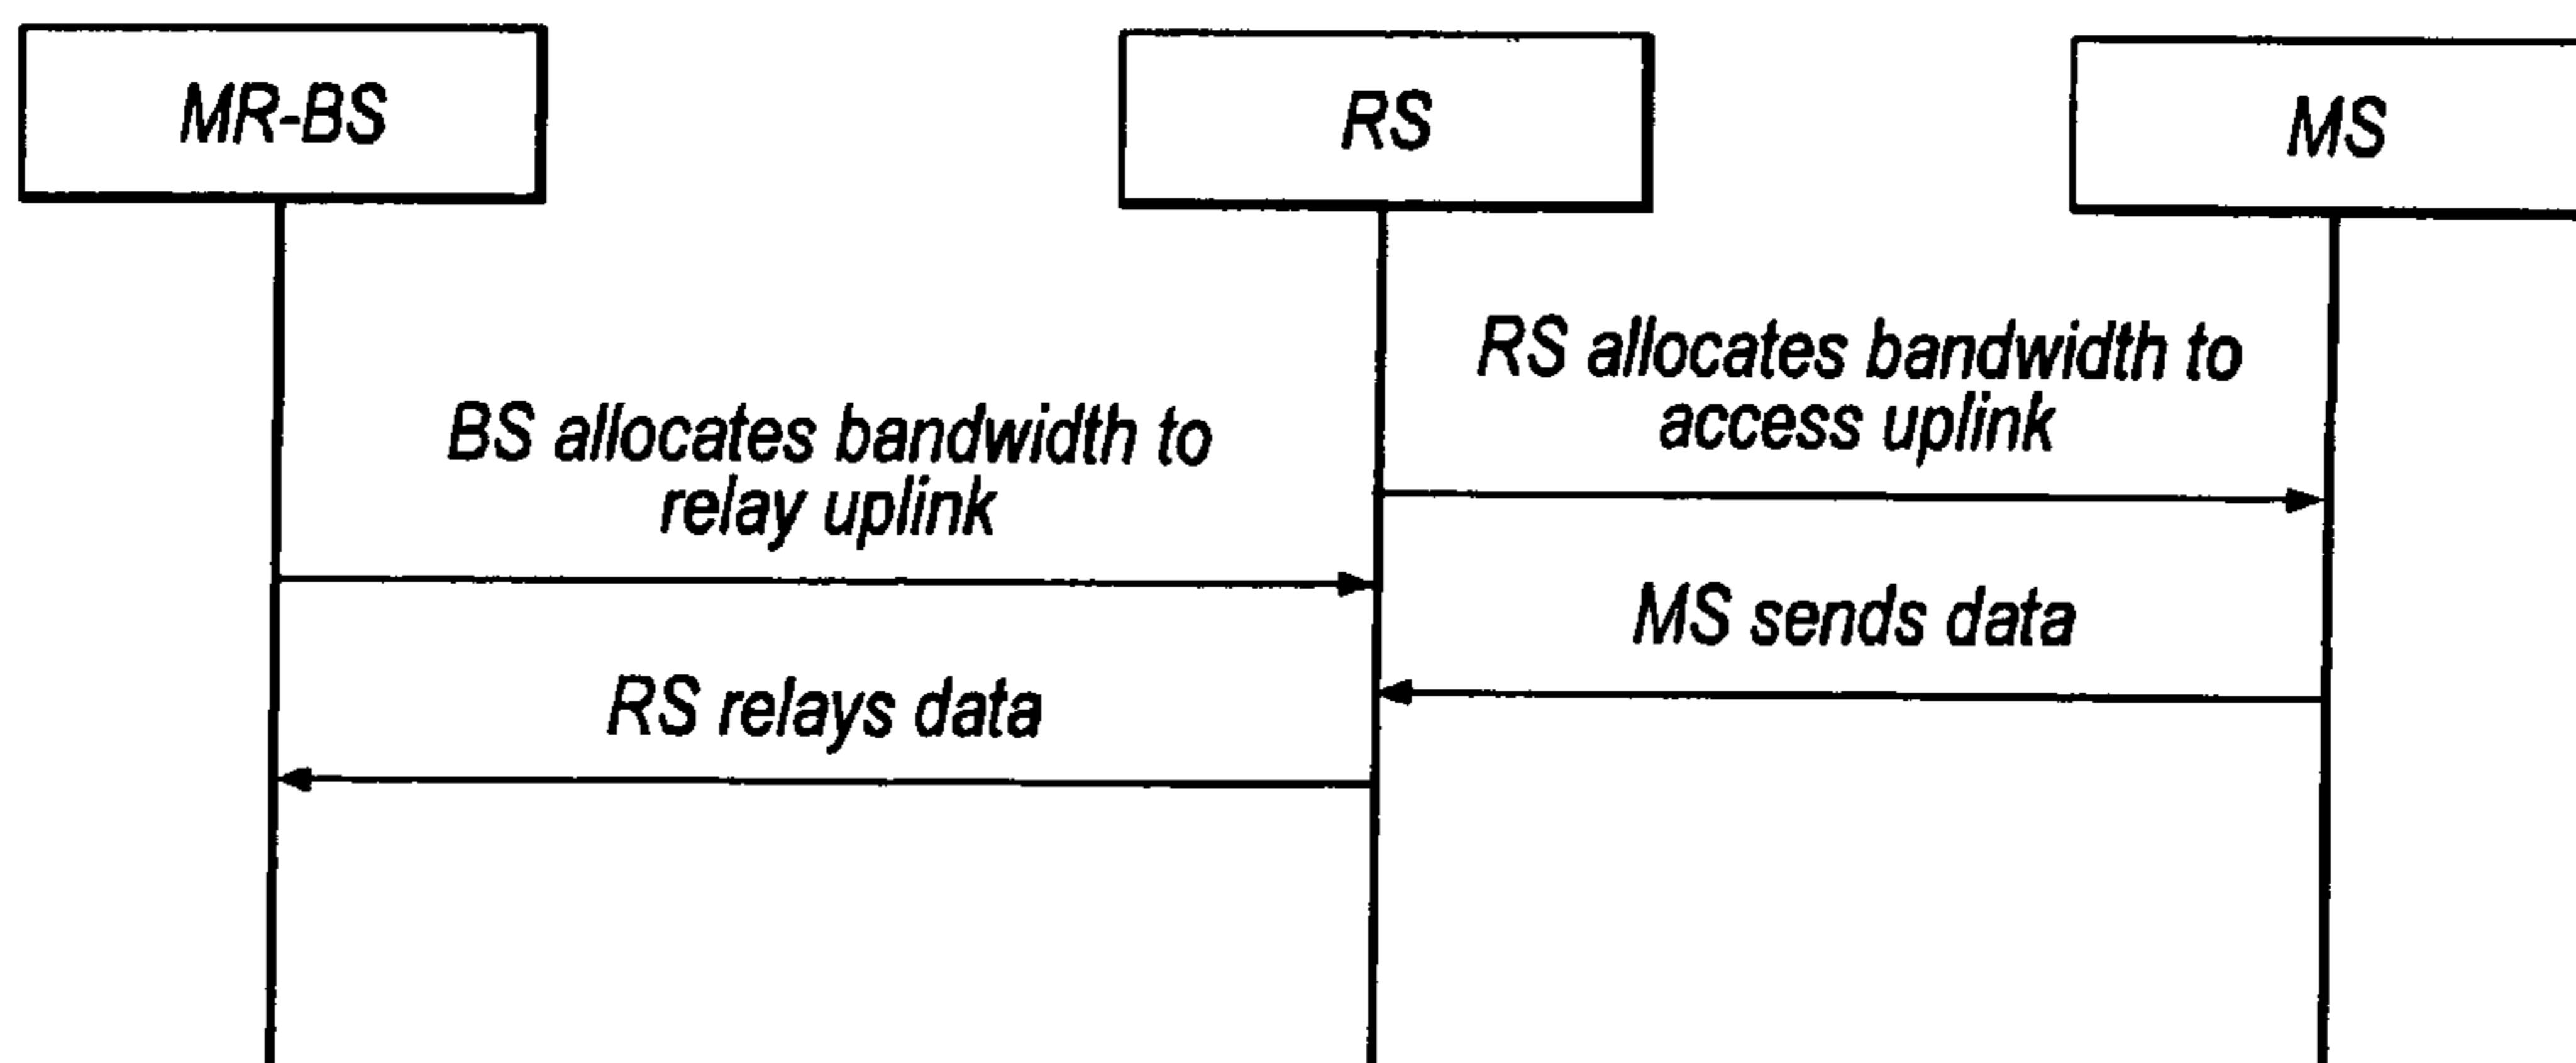 MR-BS
RS
MS
RS allocates bandwidth to
access uplink
BS allocates bandwidth to
relay uplink
MS sends data
RS relays data